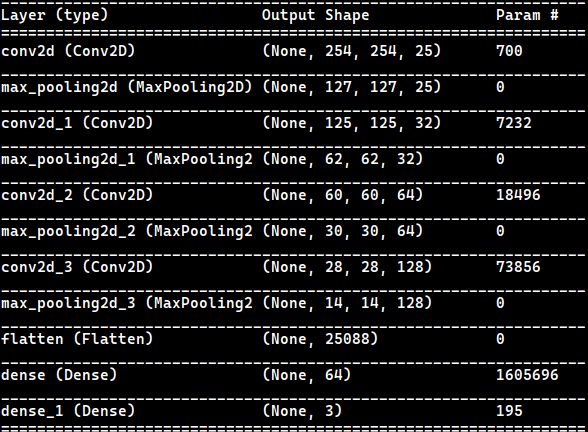 Layer (type) Output Shape Param #
conv2d (Conv2D) (None, 254, 254, 25) 700
max_pooling2d (MaxPooling2D) (None, 127, 127, 25) 0
conv2d_1 (Conv2D) (None, 125, 125, 32) 7232
max_pooling2d_1 (MaxPooling2 (None, 62, 62, 32) 0
conv2d_2 (Conv2D) (None, 60, 60, 64) 18496
max_pooling2d_2 (MaxPooling2 (None, 30, 30, 64) 0
conv2d_3 (Conv2D) (None, 28, 28, 128) 73856
max_pooling2d_3 (MaxPooling2 (None, 14, 14, 128) 0
flatten (Flatten) (None, 25088) 0
dense (Dense) (None, 64) 1605696
dense_1 (Dense) (None, 3) 195